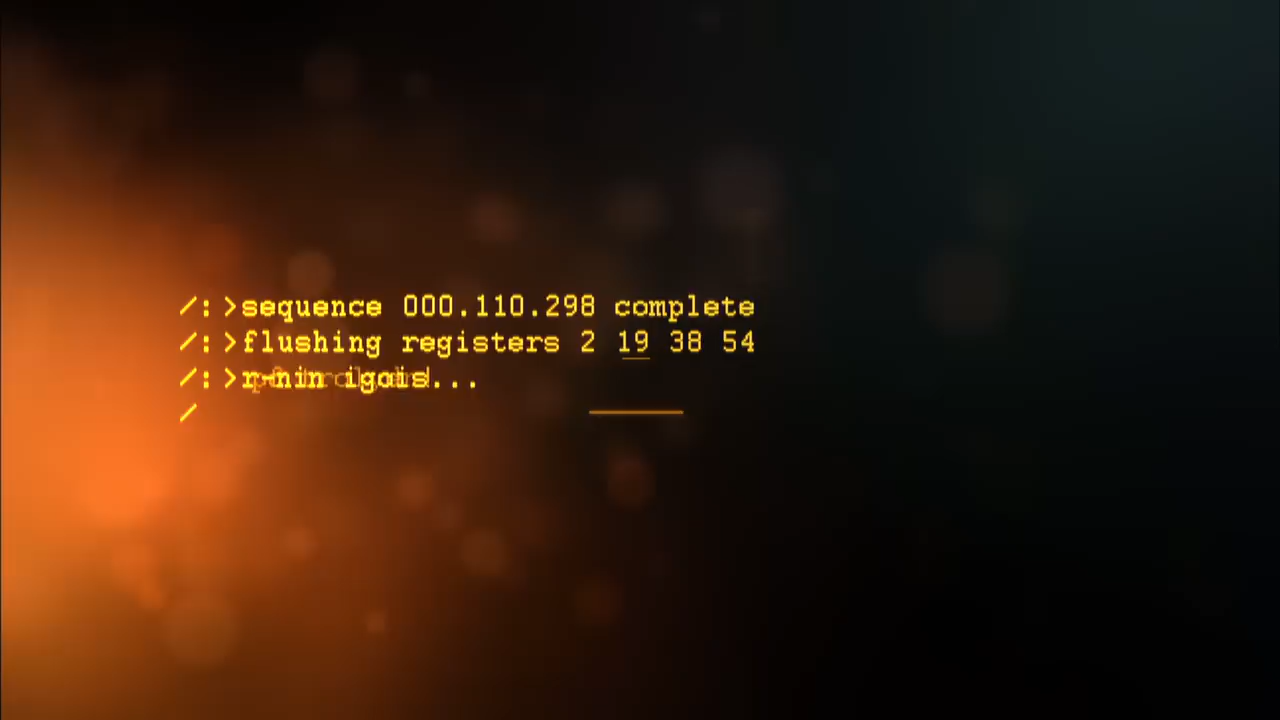 /:>sequence 000.110.298 complete
/:>flushing registers 2 19 38 54
/:>
/